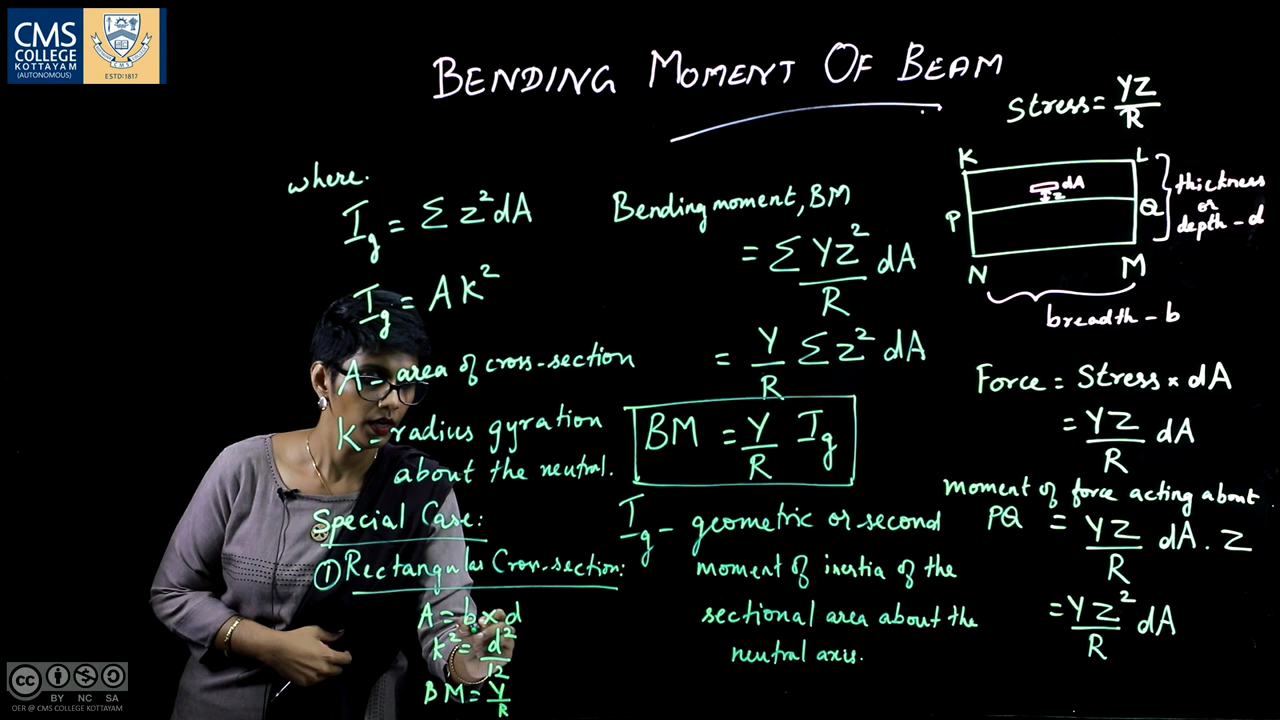 CMS
COLLEGE
KOTTAYAM
(AUTONOMOUS)
ESTD:1817
BENDING MOMENT OF BEAM
Stress = YZ/R
K
L
dA
z
P
Q
N
M
thickness
or
depth - d
breadth - b
Force = Stress × dA
= YZ/R dA
moment of force acting about
PQ = YZ/R dA . Z
= YZ²/R dA
where.
I_g = Σ z² dA
I_g = A K²
A - area of cross-section
K - radius gyration
about the neutral.
Special Case:
① Rectangular Cross-section:
A = b × d
K² = d²/12
BM = Y/R
Bending moment, BM
= Σ YZ²/R dA
= Y/R Σ z² dA
BM = Y/R I_g
I_g - geometric or second
moment of inertia of the
sectional area about the
neutral axis.
cc BY NC SA
OER @ CMS COLLEGE KOTTAYAM